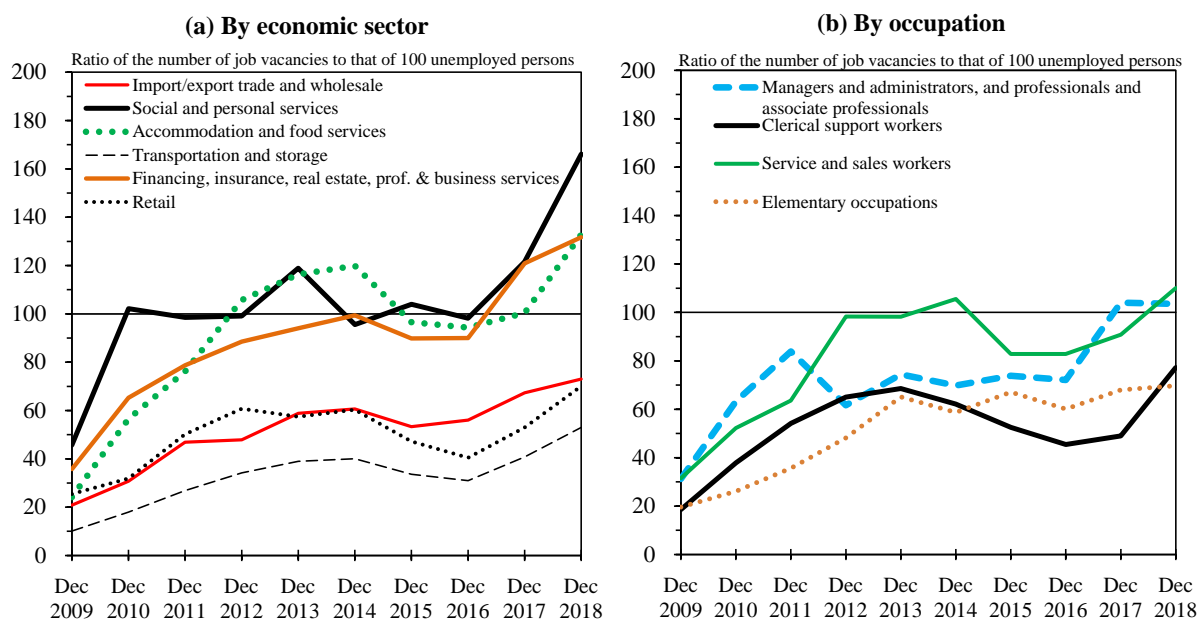 (a) By economic sector
Ratio of the number of job vacancies to that of 100 unemployed persons
200
180
160
140
120
100
80
60
40
20
0
Import/export trade and wholesale
Social and personal services
Accommodation and food services
Transportation and storage
Financing, insurance, real estate, prof. & business services
Retail
Dec Dec Dec Dec Dec Dec Dec Dec Dec Dec
2009 2010 2011 2012 2013 2014 2015 2016 2017 2018
(b) By occupation
Ratio of the number of job vacancies to that of 100 unemployed persons
200
180
160
140
120
100
80
60
40
20
0
Managers and administrators, and professionals and
associate professionals
Clerical support workers
Service and sales workers
Elementary occupations
Dec Dec Dec Dec Dec Dec Dec Dec Dec Dec
2009 2010 2011 2012 2013 2014 2015 2016 2017 2018